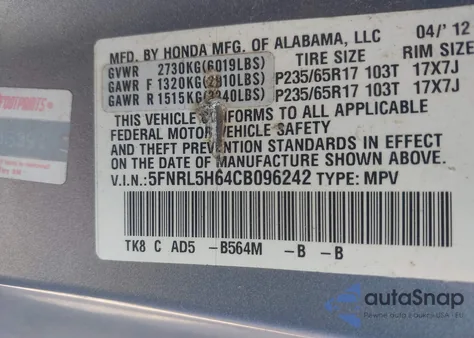 MFD. BY HONDA MFG. OF ALABAMA, LLC 04/'12
GVWR 2730KG(6019LBS) TIRE SIZE RIM SIZE
GAWR F 1320KG(2910LBS) P235/65R17 103T 17X7J
GAWR R 1515KG(3340LBS) P235/65R17 103T 17X7J
THIS VEHICLE CONFORMS TO ALL APPLICABLE
FEDERAL MOTOR VEHICLE SAFETY
AND THEFT PREVENTION STANDARDS IN EFFECT
ON THE DATE OF MANUFACTURE SHOWN ABOVE.
V.I.N.:5FNRL5H64CB096242 TYPE: MPV
TK8 C AD5 -B564M -B -B
autoSnap